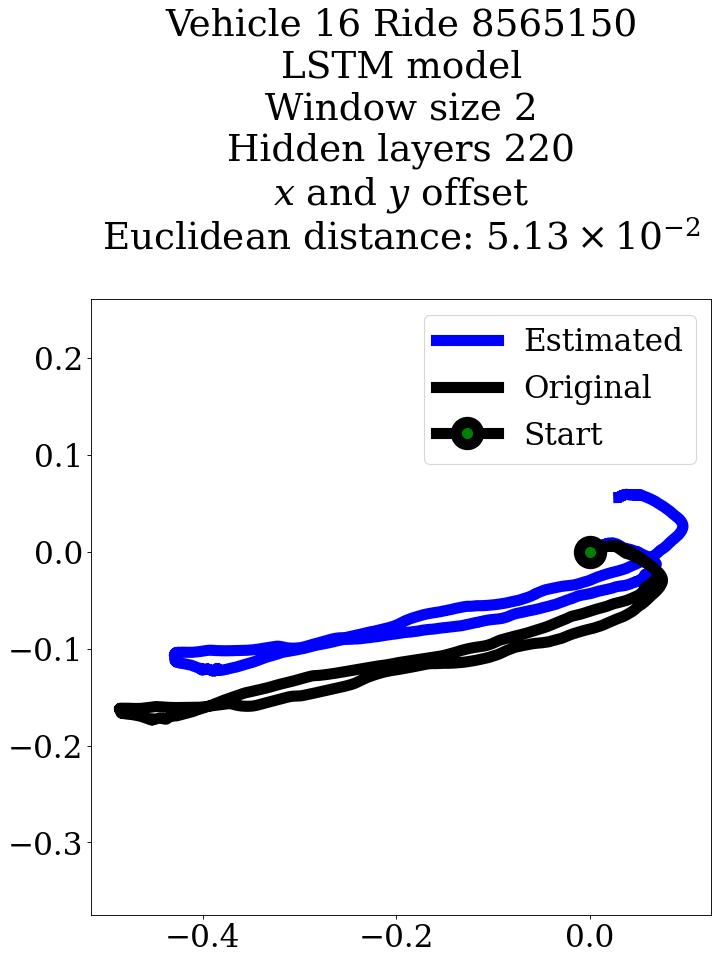 Vehicle 16 Ride 8565150
LSTM model
Window size 2
Hidden layers 220
x and y offset
Euclidean distance: 5.13 × 10⁻²
Estimated
Original
Start
0.2
0.1
0.0
−0.1
−0.2
−0.3
−0.4 −0.2 0.0